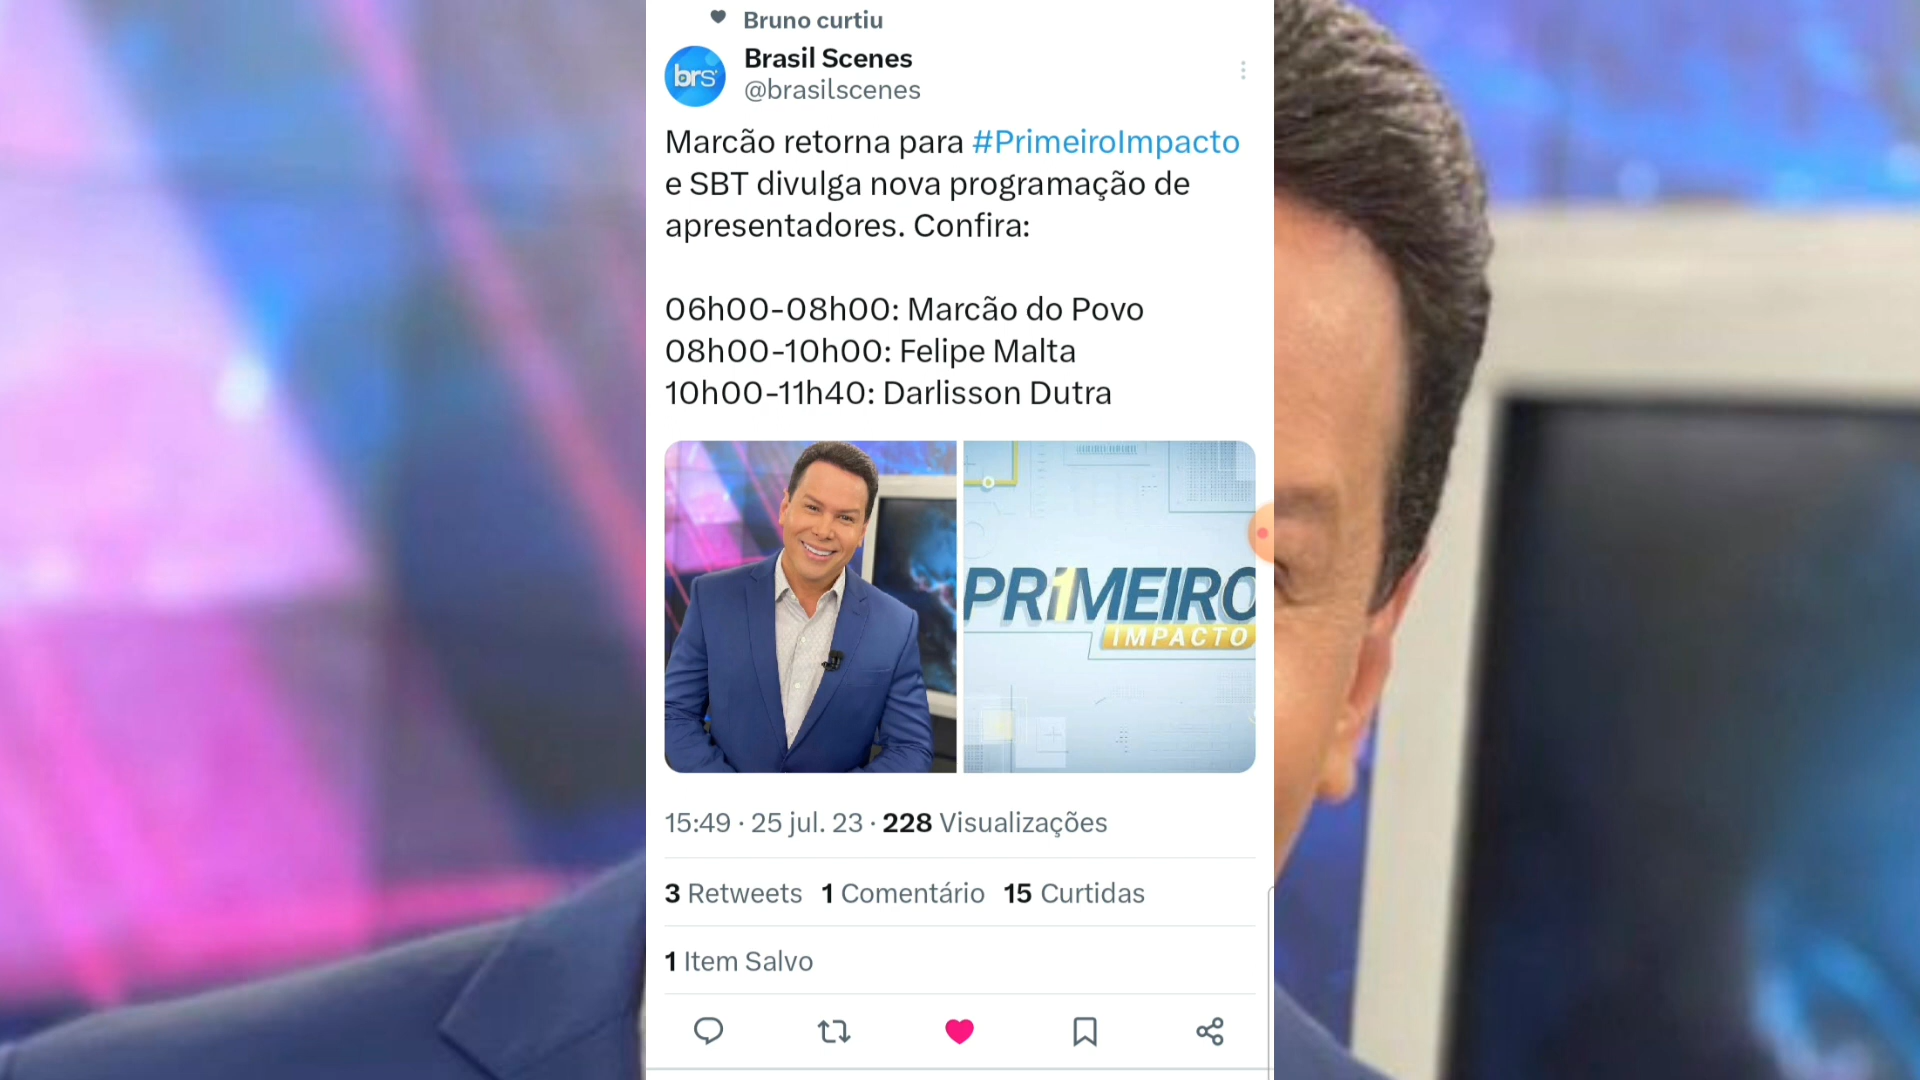 Bruno curtiu
brs
Brasil Scenes
@brasilscenes
Marcão retorna para #PrimeiroImpacto
e SBT divulga nova programação de
apresentadores. Confira:
06h00-08h00: Marcão do Povo
08h00-10h00: Felipe Malta
10h00-11h40: Darlisson Dutra
PR1MEIRO
IMPACTO
15:49 · 25 jul. 23 · 228 Visualizações
3 Retweets 1 Comentário 15 Curtidas
1 Item Salvo